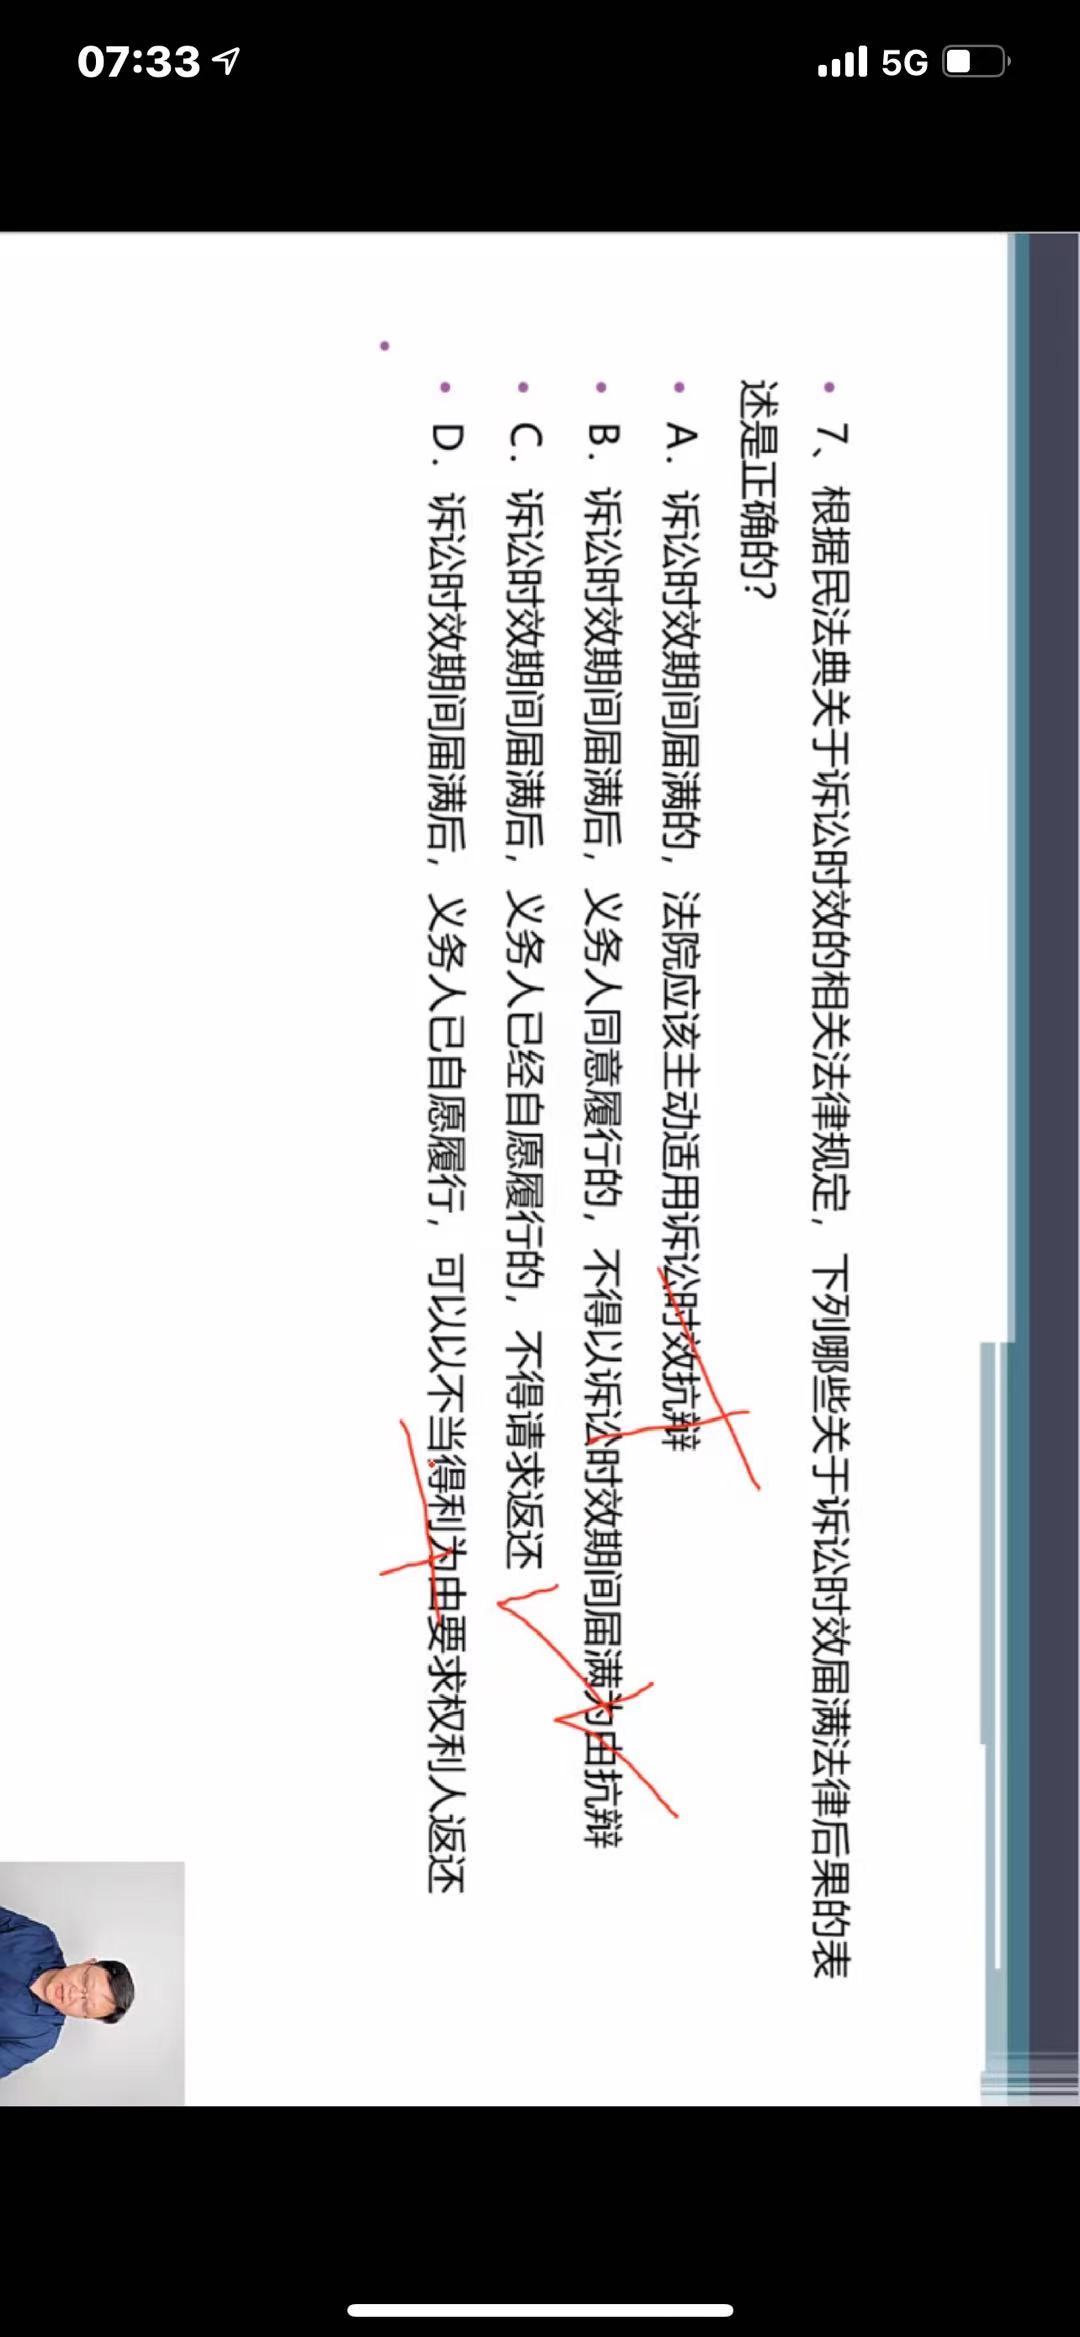 07:33
5G
7、根据民法典关于诉讼时效的相关法律规定，下列哪些关于诉讼时效届满法律后果的表
述是正确的？
A．诉讼时效期间届满的，法院应该主动适用诉讼时效抗辩
B．诉讼时效期间届满后，义务人同意履行的，不得以诉讼时效期间届满为由抗辩
C．诉讼时效期间届满后，义务人已经自愿履行的，不得请求返还
D．诉讼时效期间届满后，义务人已自愿履行，可以以不当得利为由要求权利人返还